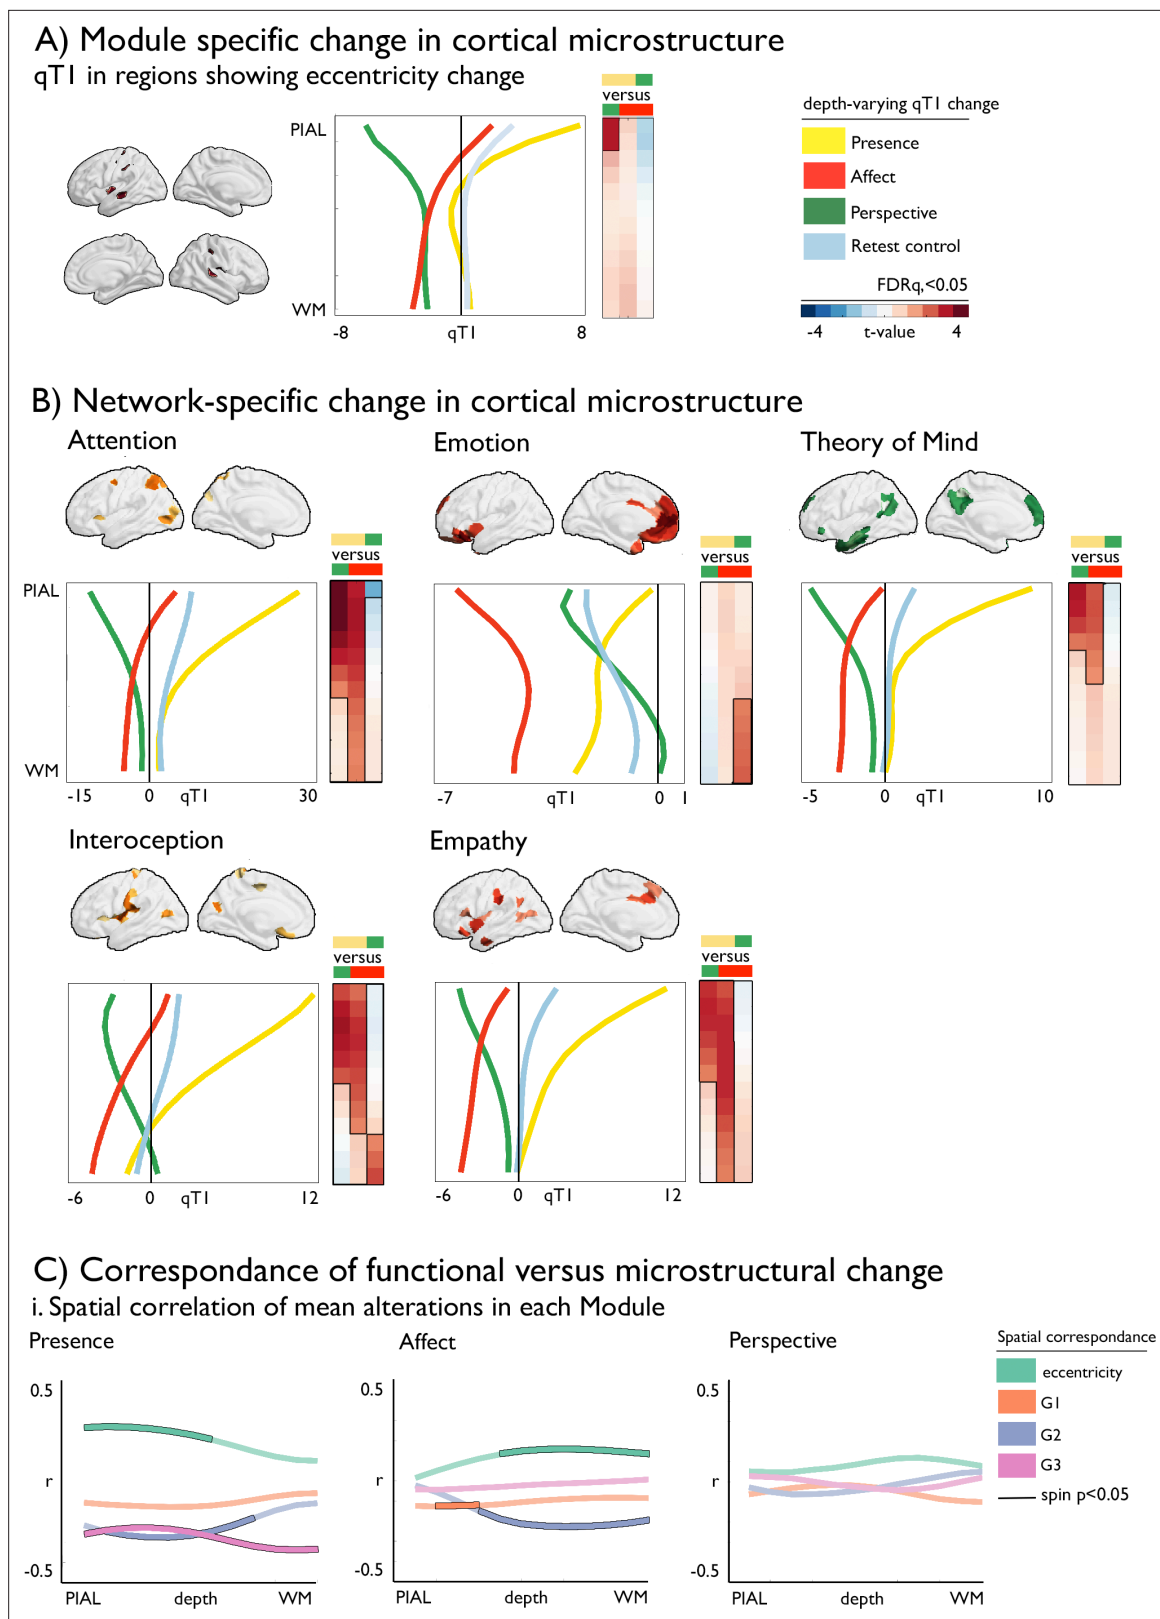 A) Module specific change in cortical microstructure
qT1 in regions showing eccentricity change
versus
PIAL
WM
-8
qT1
8
depth-varying qT1 change
Presence
Affect
Perspective
Retest control
FDRq,<0.05
-4
t-value
4
B) Network-specific change in cortical microstructure
Attention
Emotion
Theory of Mind
versus
versus
versus
PIAL
WM
-15
0
qT1
30
-7
qT1
0
1
-5
0
qT1
10
Interoception
Empathy
versus
versus
-6
0
qT1
12
-6
0
qT1
12
C) Correspondance of functional versus microstructural change
i. Spatial correlation of mean alterations in each Module
Presence
Affect
Perspective
0.5
r
-0.5
PIAL
depth
WM
0.5
r
-0.5
PIAL
depth
WM
0.5
r
-0.5
PIAL
depth
WM
Spatial correspondance
eccentricity
G1
G2
G3
spin p<0.05